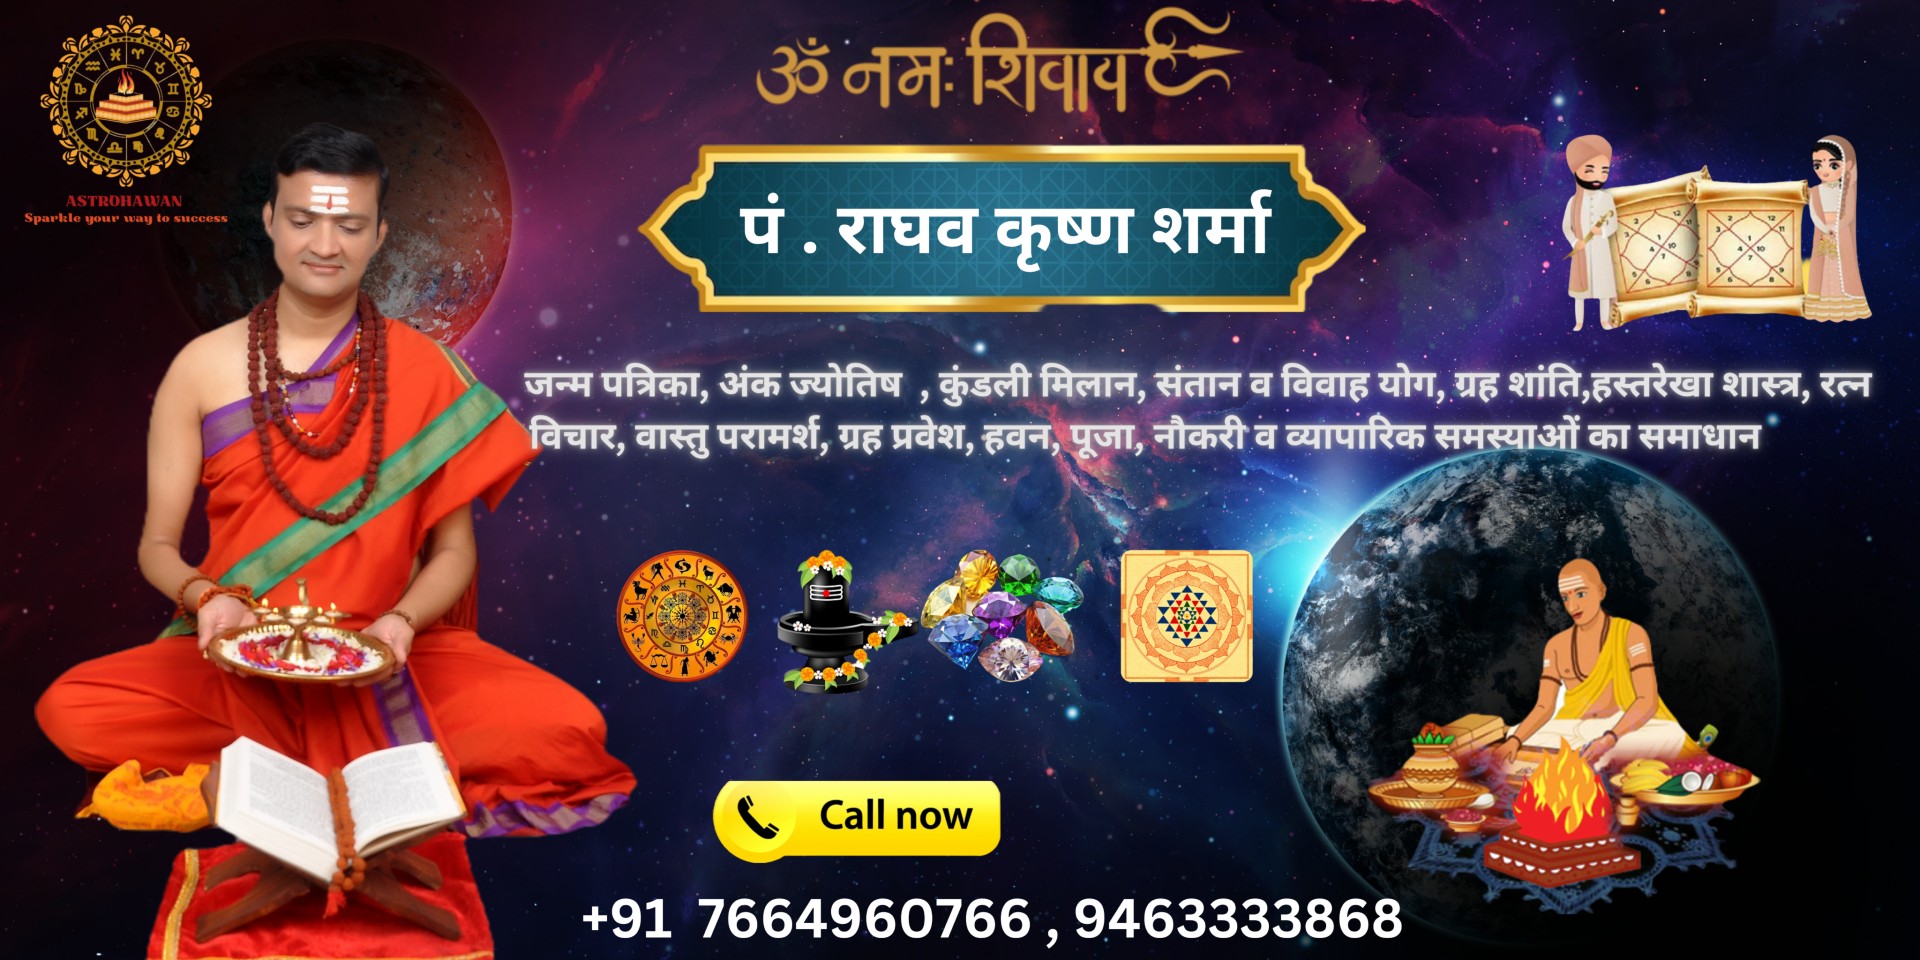 ॐ नमः शिवाय
ASTROHAWAN
Sparkle your way to success
पं . राघव कृष्ण शर्मा
जन्म पत्रिका, अंक ज्योतिष , कुंडली मिलान, संतान व विवाह योग, ग्रह शांति,हस्तरेखा शास्त्र, रत्न
विचार, वास्तु परामर्श, ग्रह प्रवेश, हवन, पूजा, नौकरी व व्यापारिक समस्याओं का समाधान
Call now
+91 7664960766 , 9463333868